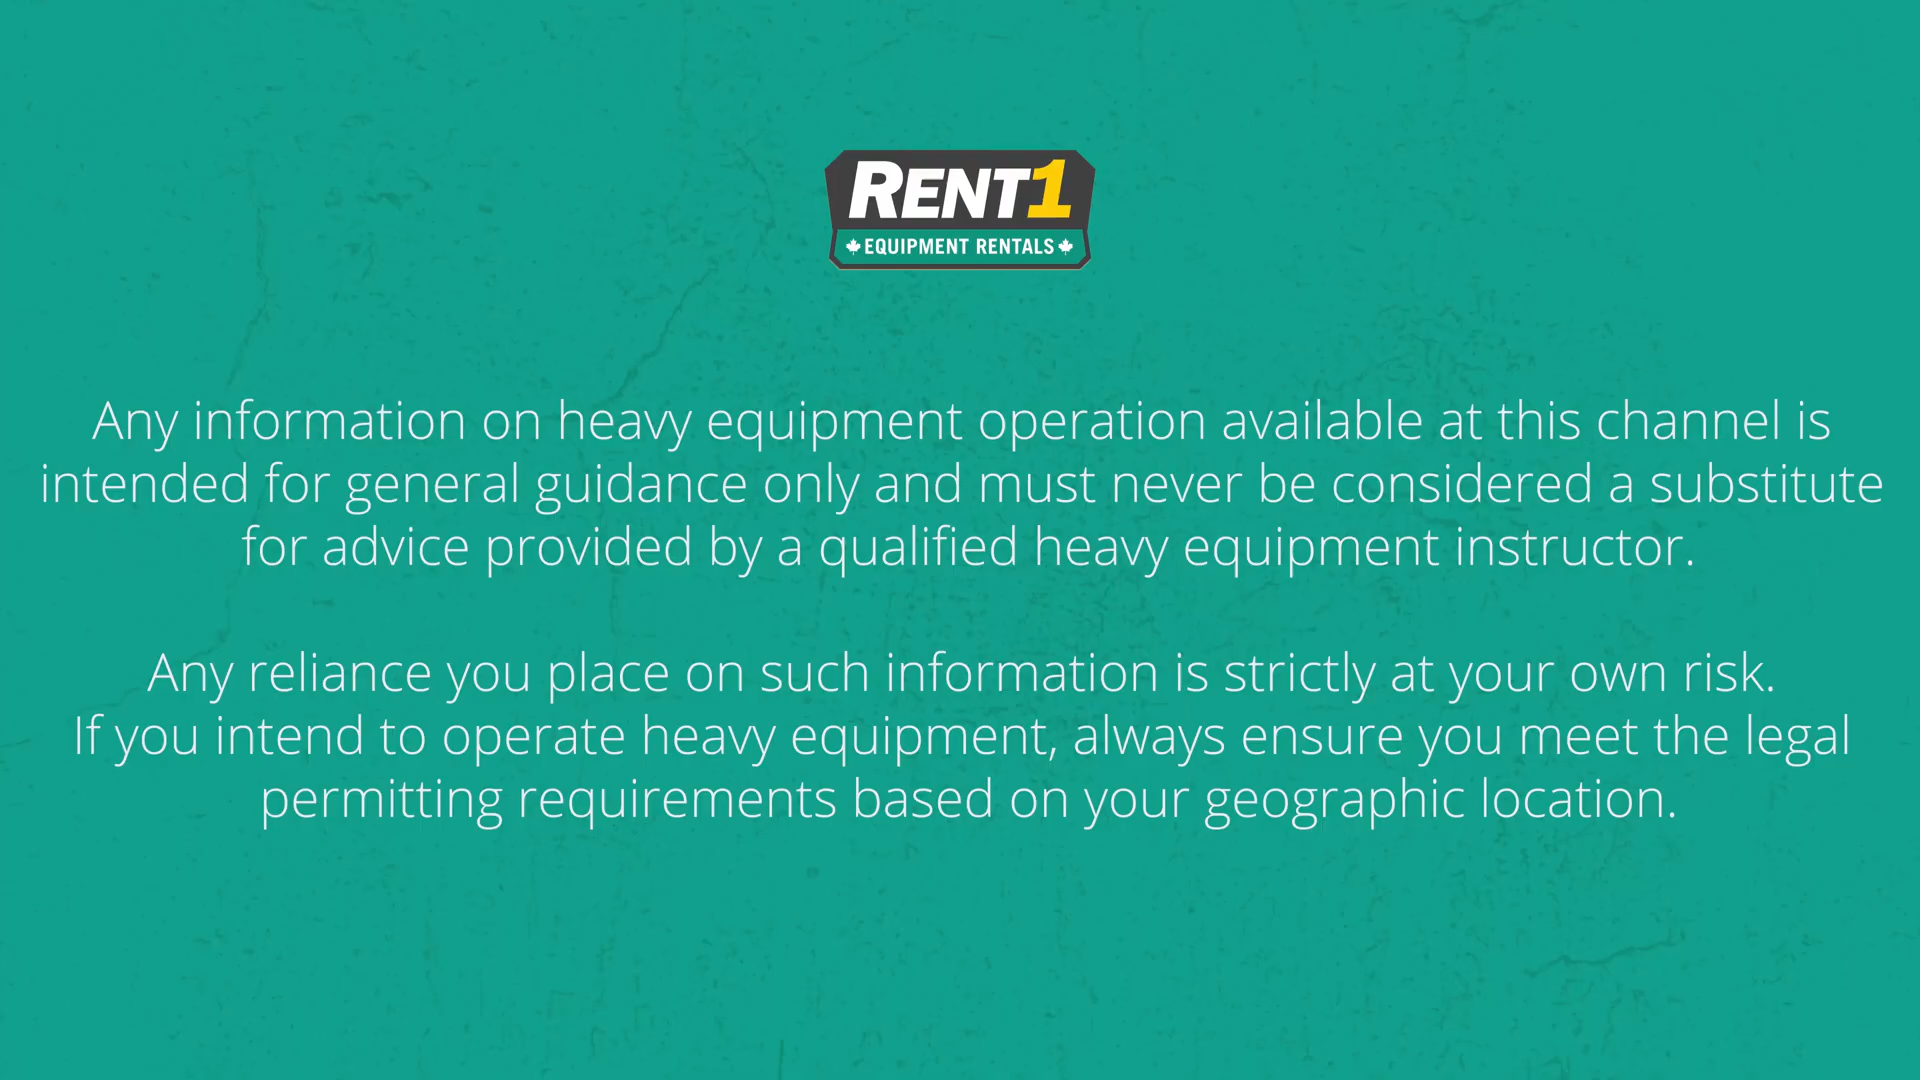 RENT1
EQUIPMENT RENTALS
Any information on heavy equipment operation available at this channel is
intended for general guidance only and must never be considered a substitute
for advice provided by a qualified heavy equipment instructor.
Any reliance you place on such information is strictly at your own risk.
If you intend to operate heavy equipment, always ensure you meet the legal
permitting requirements based on your geographic location.